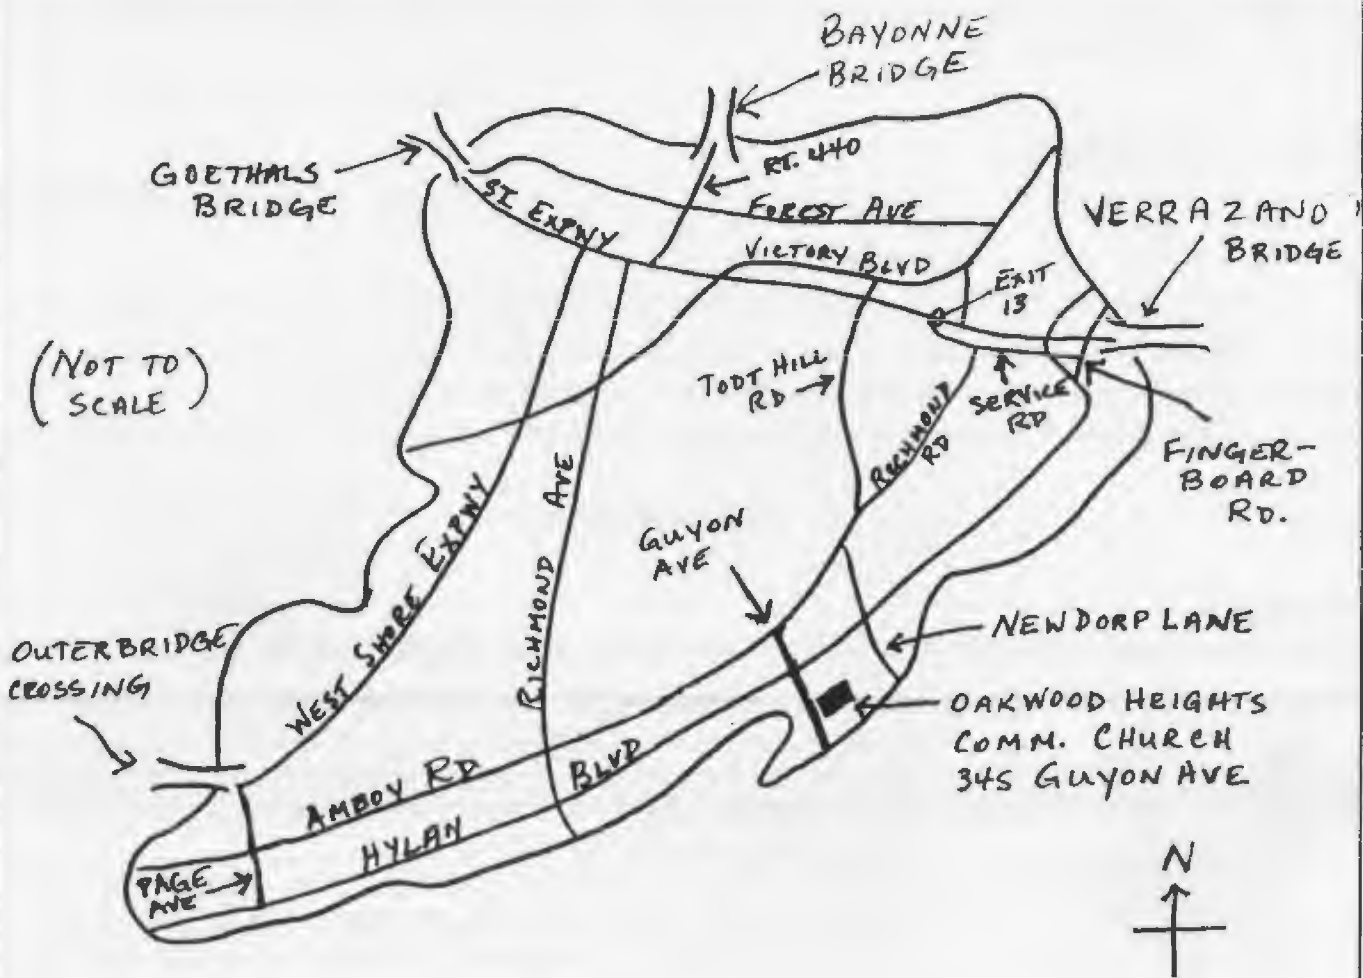 BAYONNE
BRIDGE
RT. 440
GOETHALS
BRIDGE
ST. EXPWY
FOREST AVE
VICTORY BLVD
VERRAZANO
BRIDGE
EXIT
13
(NOT TO
SCALE)
TODT HILL
RD
RICHMOND
RD
SERVICE
RD
FINGER-
BOARD
RD.
GUYON
AVE
WEST SHORE EXPWY
RICHMOND AVE
OUTERBRIDGE
CROSSING
NEW DORP LANE
OAKWOOD HEIGHTS
COMM. CHURCH
345 GUYON AVE
AMBOY RD
HYLAN BLVD
PAGE
AVE
N